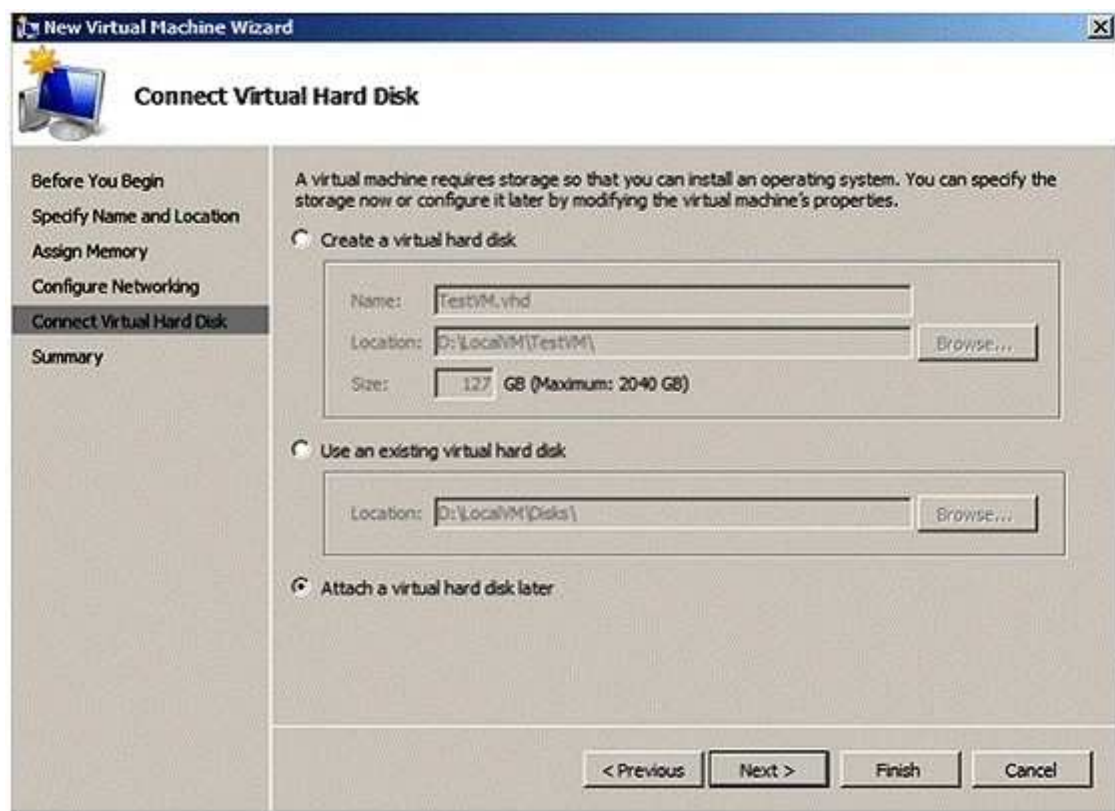 New Virtual Machine Wizard
Connect Virtual Hard Disk
Before You Begin
Specify Name and Location
Assign Memory
Configure Networking
Connect Virtual Hard Disk
Summary
A virtual machine requires storage so that you can install an operating system. You can specify the
storage now or configure it later by modifying the virtual machine's properties.
Create a virtual hard disk
Name: TestVM.vhd
Location: D:\LocalVM\TestVM\ Browse...
Size: 127 GB (Maximum: 2040 GB)
Use an existing virtual hard disk
Location: D:\LocalVM\Disks\ Browse...
Attach a virtual hard disk later
< Previous Next > Finish Cancel